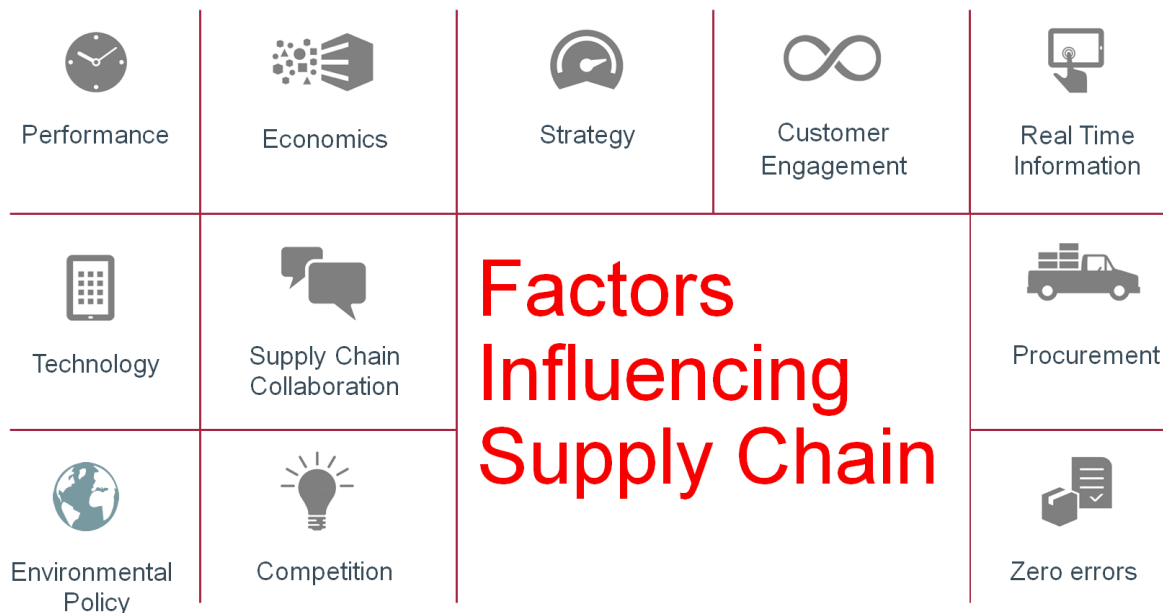 Performance
Economics
Strategy
Customer
Engagement
Real Time
Information
Technology
Supply Chain
Collaboration
Factors
Influencing
Supply Chain
Procurement
Environmental
Policy
Competition
Zero errors